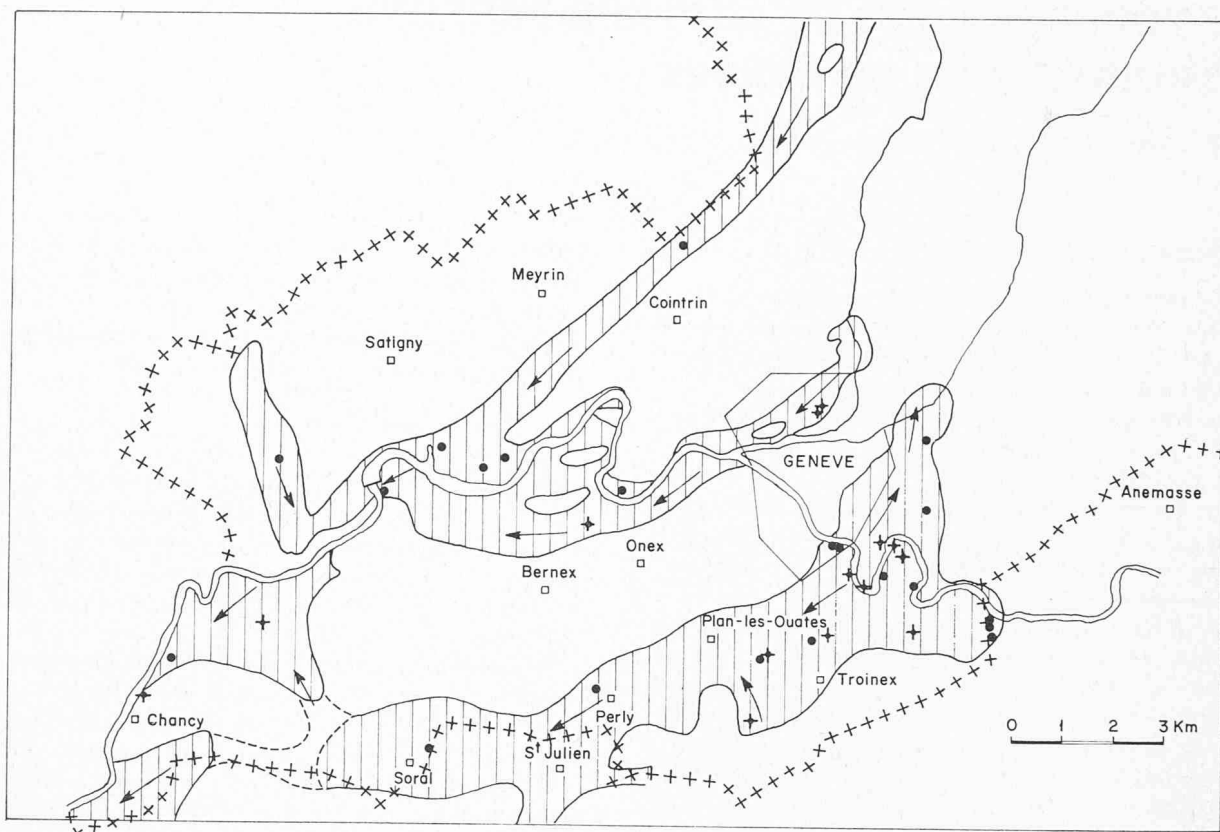 Meyrin
Cointrin
Satigny
GENEVE
Anemasse
Onex
Bernex
Plan-les-Ouates
Troinex
Perly
Chancy
St Julien
Soral
0 1 2 3 Km